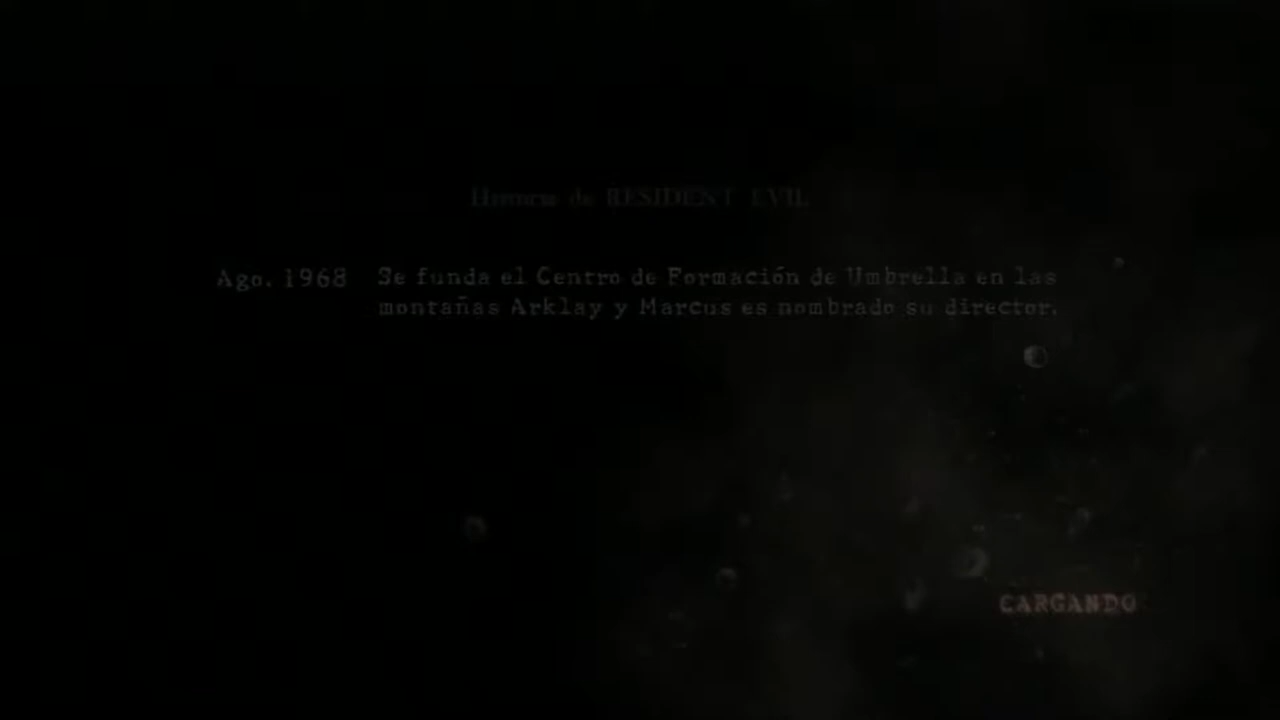 Historia de RESIDENT EVIL
Ago. 1968 Se funda el Centro de Formación de Umbrella en las
montañas Arklay y Marcus es nombrado su director.
CARGANDO